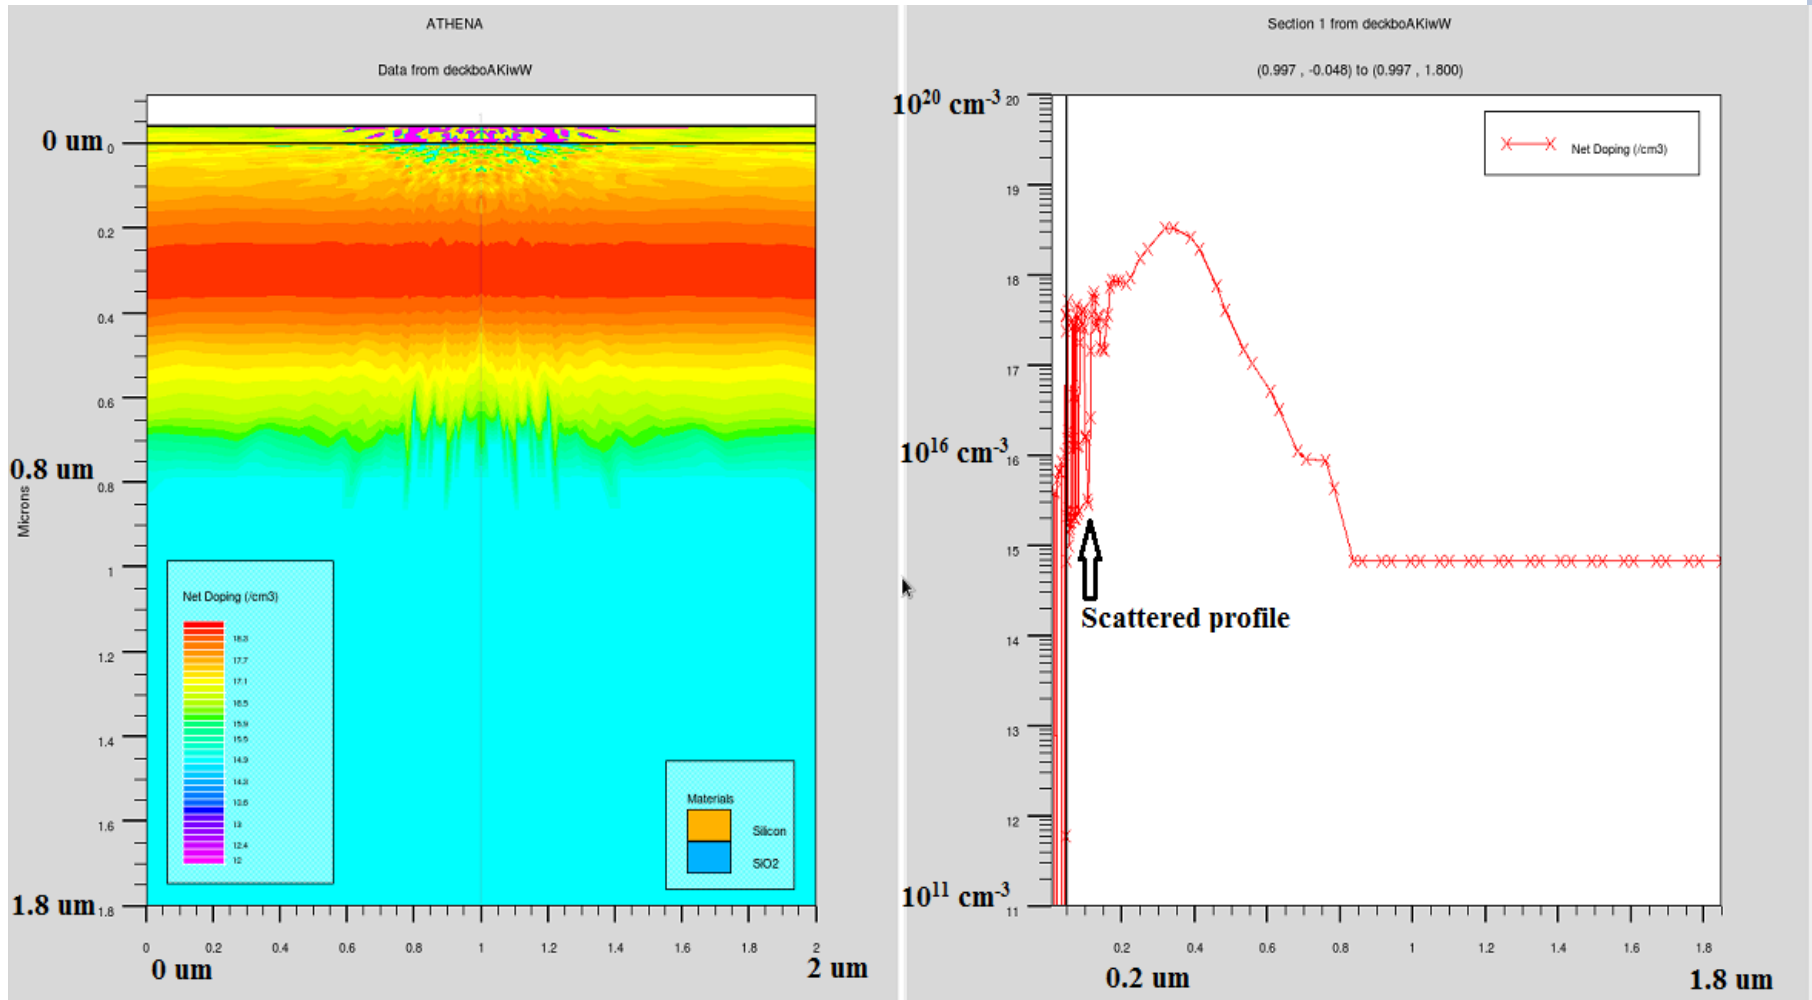 ATHENA
Data from deckboAKiwW
0 um
0
0.2
0.4
0.6
0.8 um
0.8
Microns
1
1.2
1.4
1.6
1.8 um
1.8
Net Doping (/cm3)
18.3
17.7
17.1
16.5
15.9
15.5
14.9
14.3
13.6
13
12.4
12
Materials
Silicon
SiO2
0 0.2 0.4 0.6 0.8 1 1.2 1.4 1.6 1.8 2
0 um 2 um
Section 1 from deckboAKiwW
(0.997 , -0.048) to (0.997 , 1.800)
10²⁰ cm⁻³
20
19
18
17
10¹⁶ cm⁻³
16
15
14
13
12
10¹¹ cm⁻³
11
Net Doping (/cm3)
Scattered profile
0.2 0.4 0.6 0.8 1 1.2 1.4 1.6 1.8
0.2 um 1.8 um